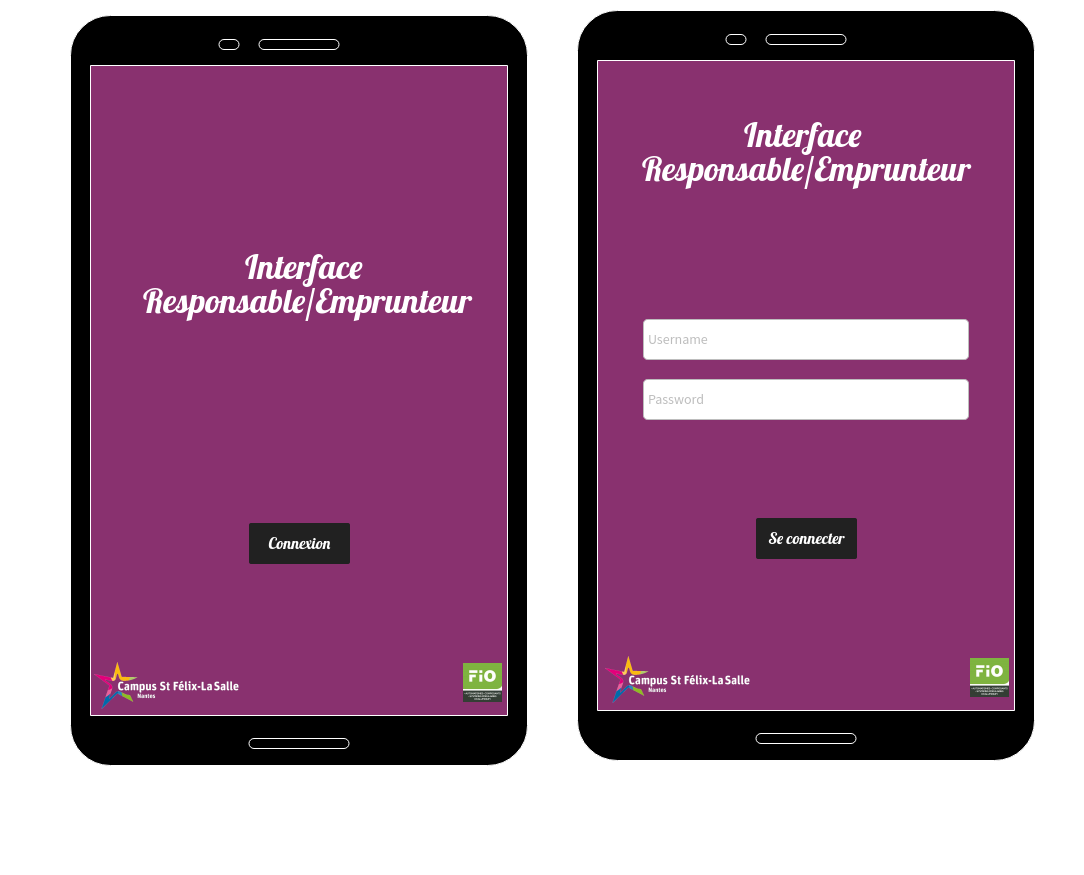 Interface
Responsable/Emprunteur
Connexion
Campus St Félix-La Salle
Nantes
FiO
Interface
Responsable/Emprunteur
Username
Password
Se connecter
Campus St Félix-La Salle
Nantes
FiO